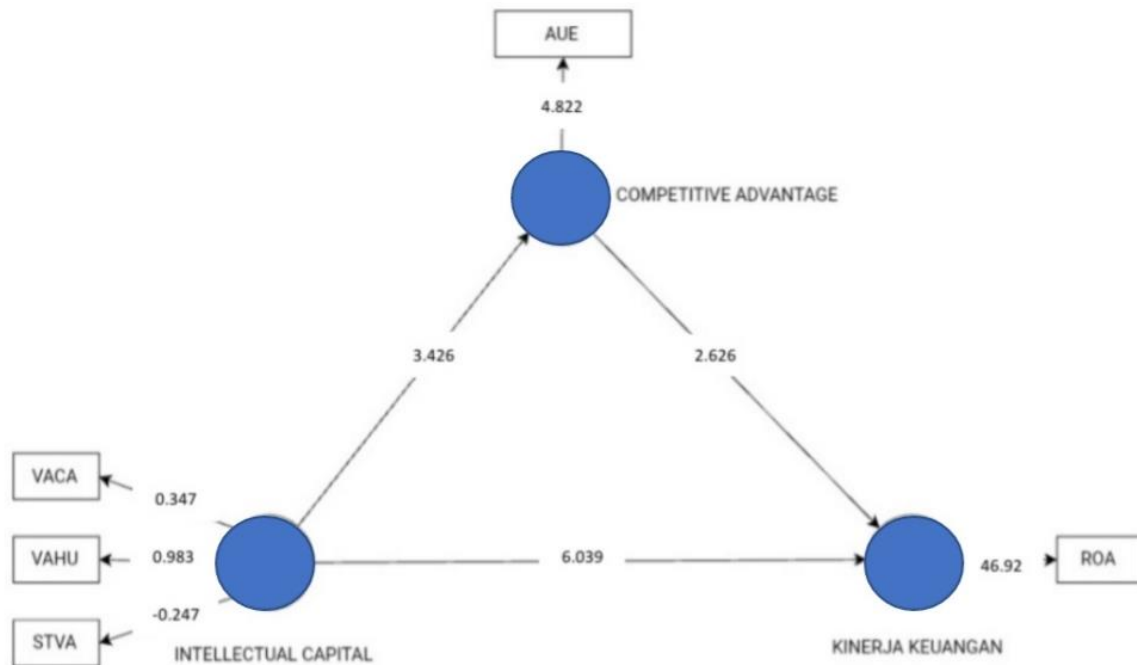 AUE
4.822
COMPETITIVE ADVANTAGE
3.426
2.626
VACA
0.347
VAHU
0.983
6.039
46.92
ROA
-0.247
STVA
INTELLECTUAL CAPITAL
KINERJA KEUANGAN